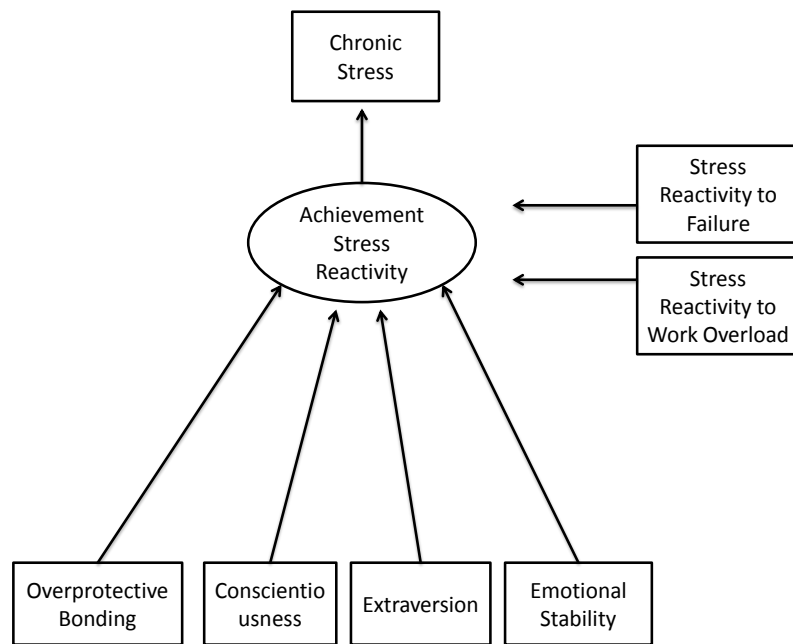 Chronic
Stress
Achievement
Stress
Reactivity
Stress
Reactivity to
Failure
Stress
Reactivity to
Work Overload
Overprotective
Bonding
Conscientio
usness
Extraversion
Emotional
Stability